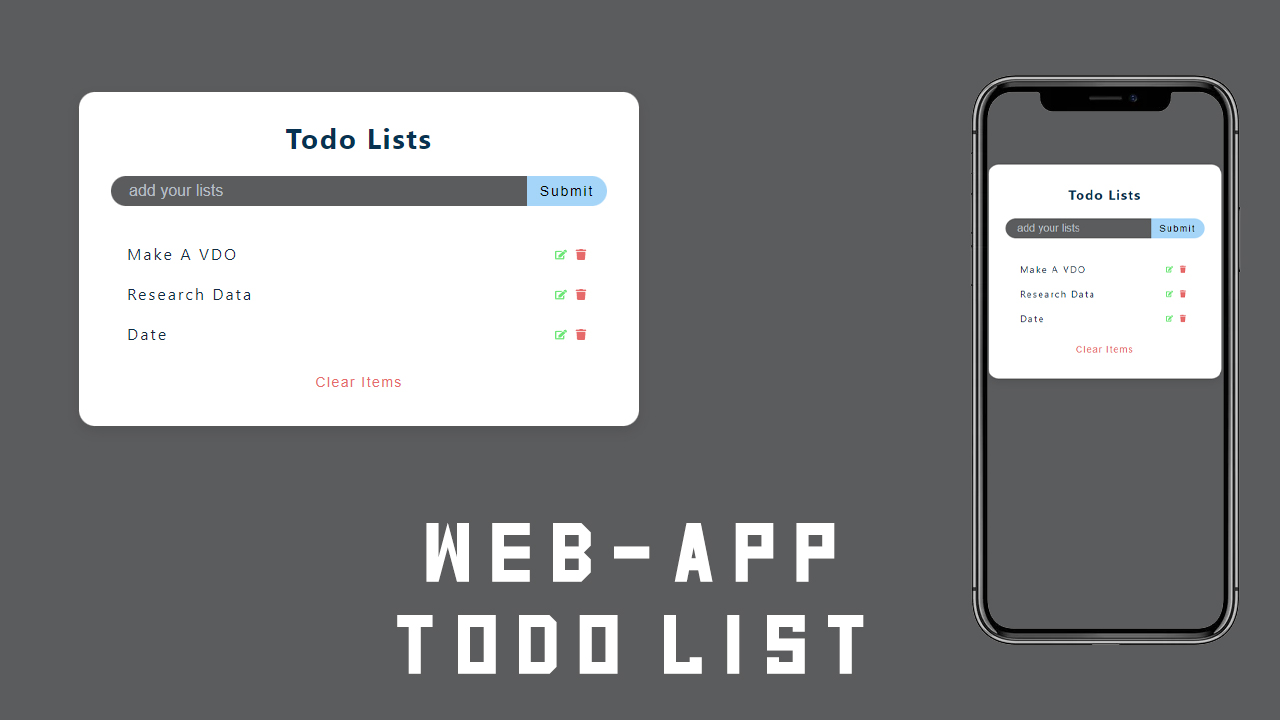 Todo Lists
add your lists
Submit
Make A VDO
Research Data
Date
Clear Items
Todo Lists
add your lists
Submit
Make A VDO
Research Data
Date
Clear Items
WEB-APP
TODO LIST